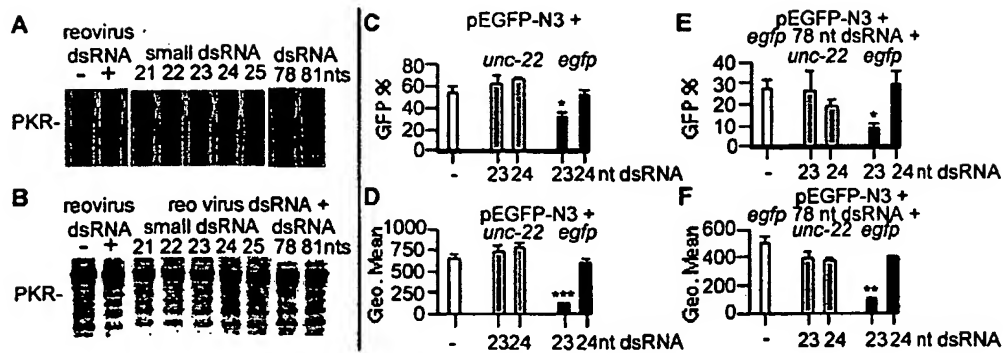 A
reovirus
dsRNA small dsRNA dsRNA
- + 21 22 23 24 25 78 81nts
PKR-
B
reovirus reo virus dsRNA +
dsRNA small dsRNA dsRNA
- + 21 22 23 24 25 78 81nts
PKR-
C
pEGFP-N3 +
unc-22 egfp
GFP %
80
60
40
20
0
*
- 23 24 23 24 nt dsRNA
D
pEGFP-N3 +
unc-22 egfp
Geo. Mean
1000
750
500
250
0
***
- 23 24 23 24 nt dsRNA
E
pEGFP-N3 +
egfp 78 nt dsRNA +
unc-22 egfp
GFP %
40
30
20
10
0
*
- 23 24 23 24 nt dsRNA
F
pEGFP-N3 +
egfp 78 nt dsRNA +
unc-22 egfp
Geo. Mean
600
400
200
0
**
- 23 24 23 24 nt dsRNA